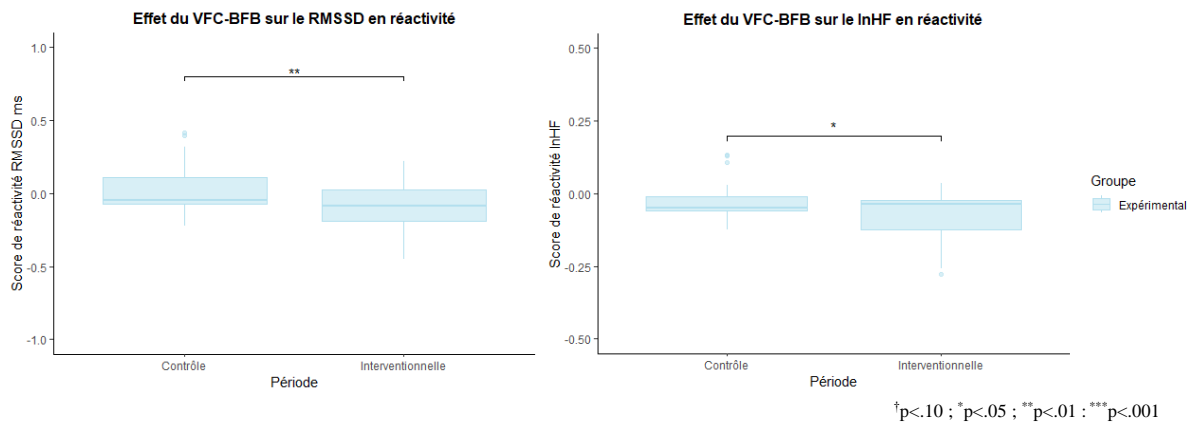 Effet du VFC-BFB sur le RMSSD en réactivité
Score de réactivité RMSSD ms
1.0
0.5
0.0
-0.5
-1.0
**
Contrôle
Interventionnelle
Période
Effet du VFC-BFB sur le lnHF en réactivité
Score de réactivité lnHF
0.50
0.25
0.00
-0.25
-0.50
*
Contrôle
Interventionnelle
Période
Groupe
Expérimental
†p<.10 ; *p<.05 ; **p<.01 : ***p<.001